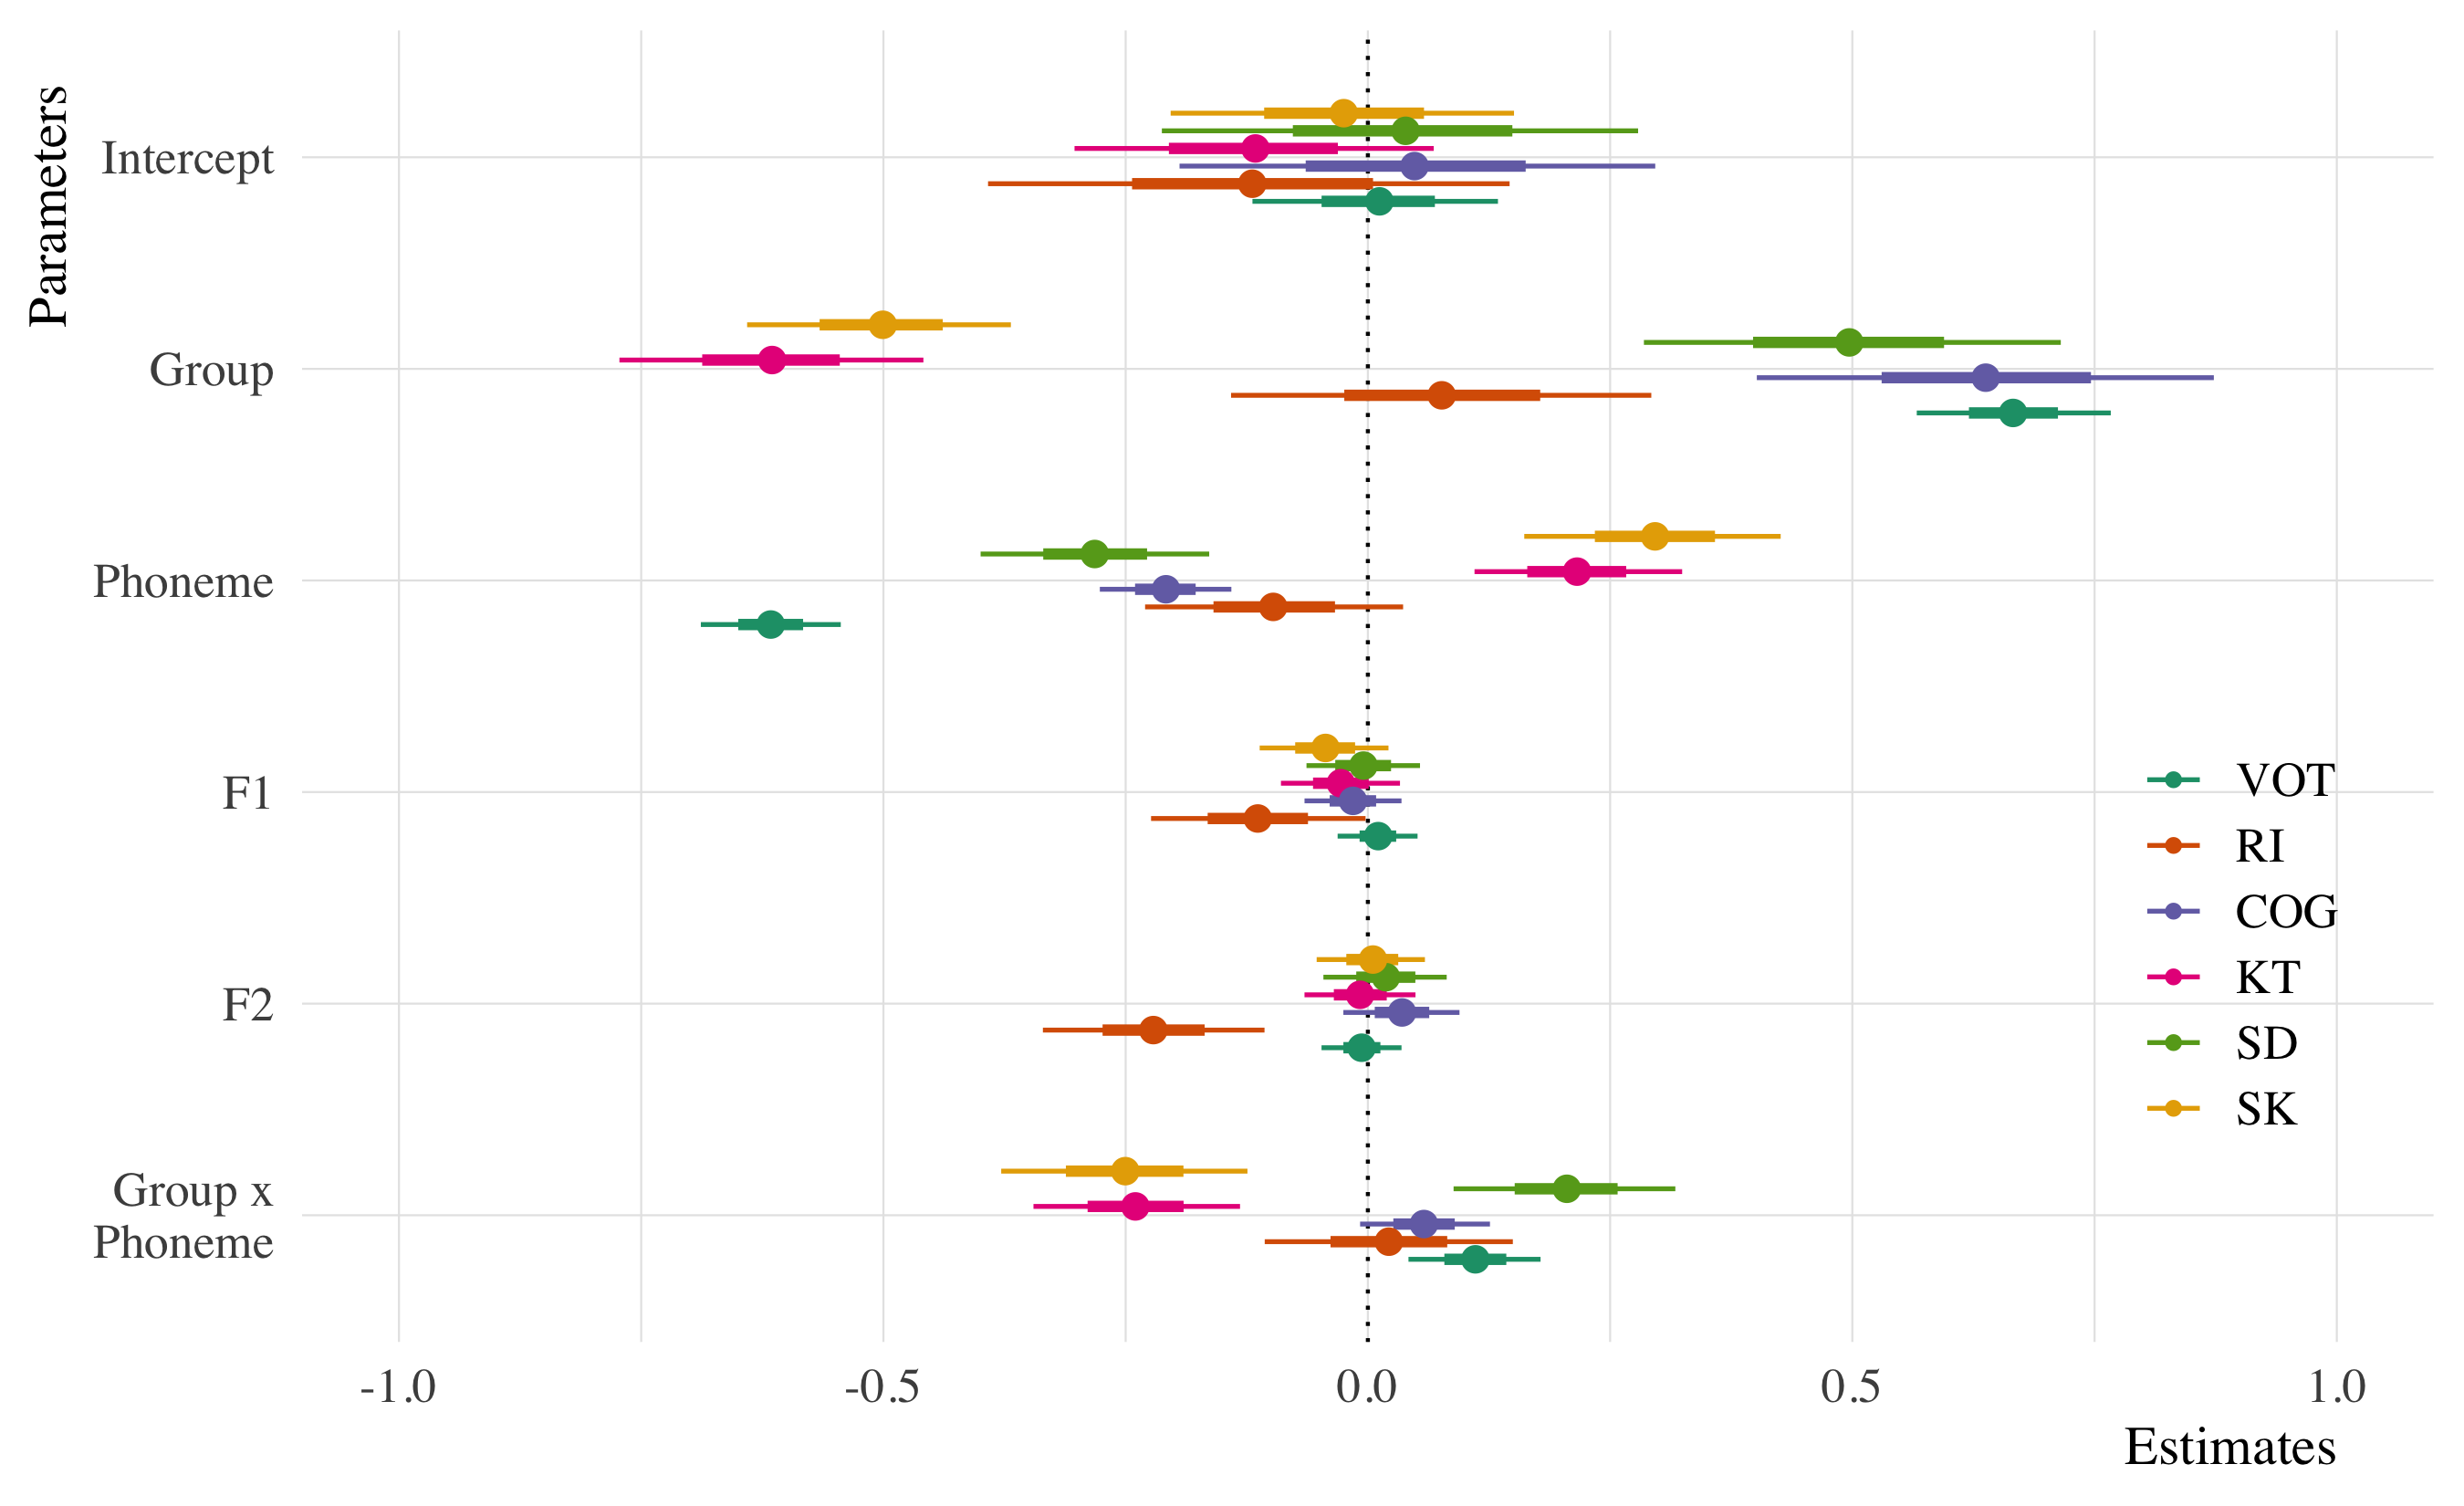 Parameters
Intercept
Group
Phoneme
F1
F2
Group x
Phoneme
VOT
RI
COG
KT
SD
SK
-1.0
-0.5
0.0
0.5
1.0
Estimates